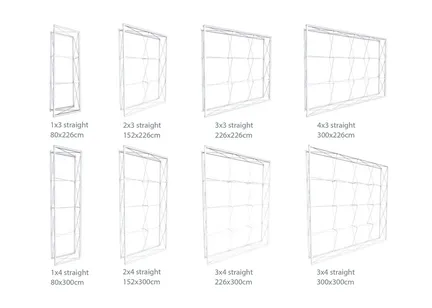 1x3 straight
80x226cm
2x3 straight
152x226cm
3x3 straight
226x226cm
4x3 straight
300x226cm
1x4 straight
80x300cm
2x4 straight
152x300cm
3x4 straight
226x300cm
3x4 straight
300x300cm